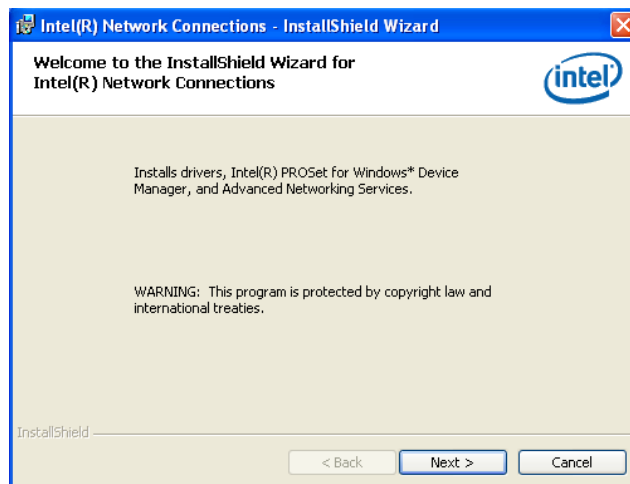 Intel(R) Network Connections - InstallShield Wizard
Welcome to the InstallShield Wizard for
Intel(R) Network Connections
intel
Installs drivers, Intel(R) PROSet for Windows* Device
Manager, and Advanced Networking Services.
WARNING: This program is protected by copyright law and
international treaties.
InstallShield
< Back
Next >
Cancel